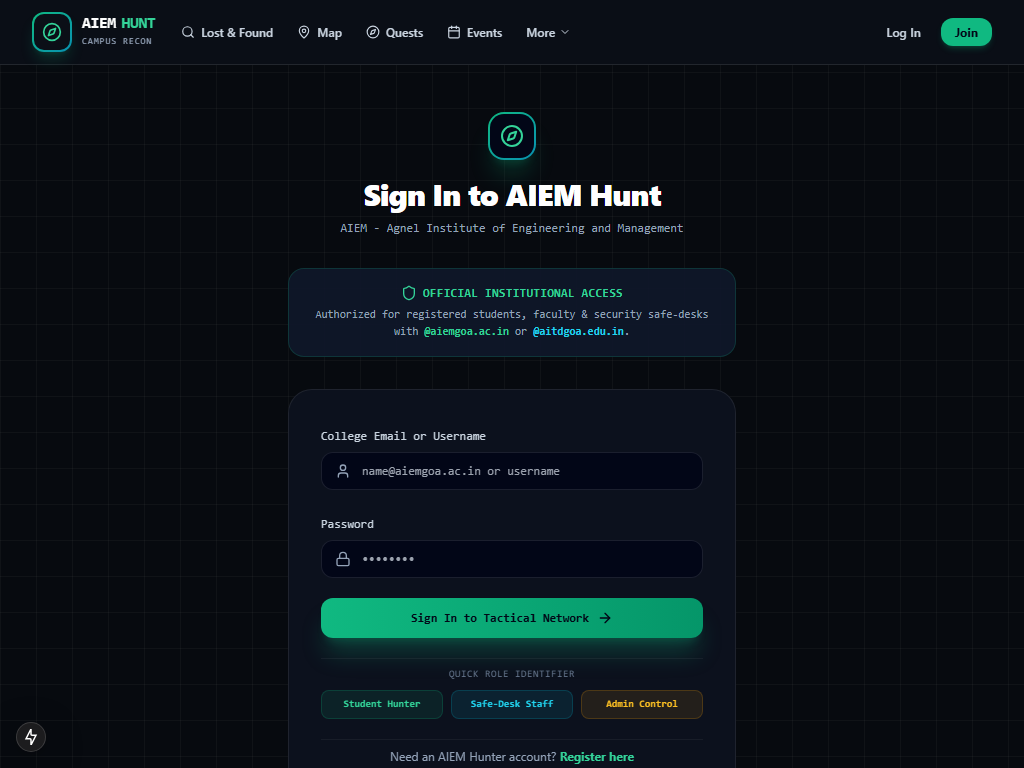 AIEM HUNT
CAMPUS RECON
Lost & Found
Map
Quests
Events
More
Log In
Join
Sign In to AIEM Hunt
AIEM - Agnel Institute of Engineering and Management
OFFICIAL INSTITUTIONAL ACCESS
Authorized for registered students, faculty & security safe-desks
with @aiemgoa.ac.in or @aitdgoa.edu.in.
College Email or Username
name@aiemgoa.ac.in or username
Password
••••••••
Sign In to Tactical Network →
QUICK ROLE IDENTIFIER
Student Hunter
Safe-Desk Staff
Admin Control
Need an AIEM Hunter account? Register here